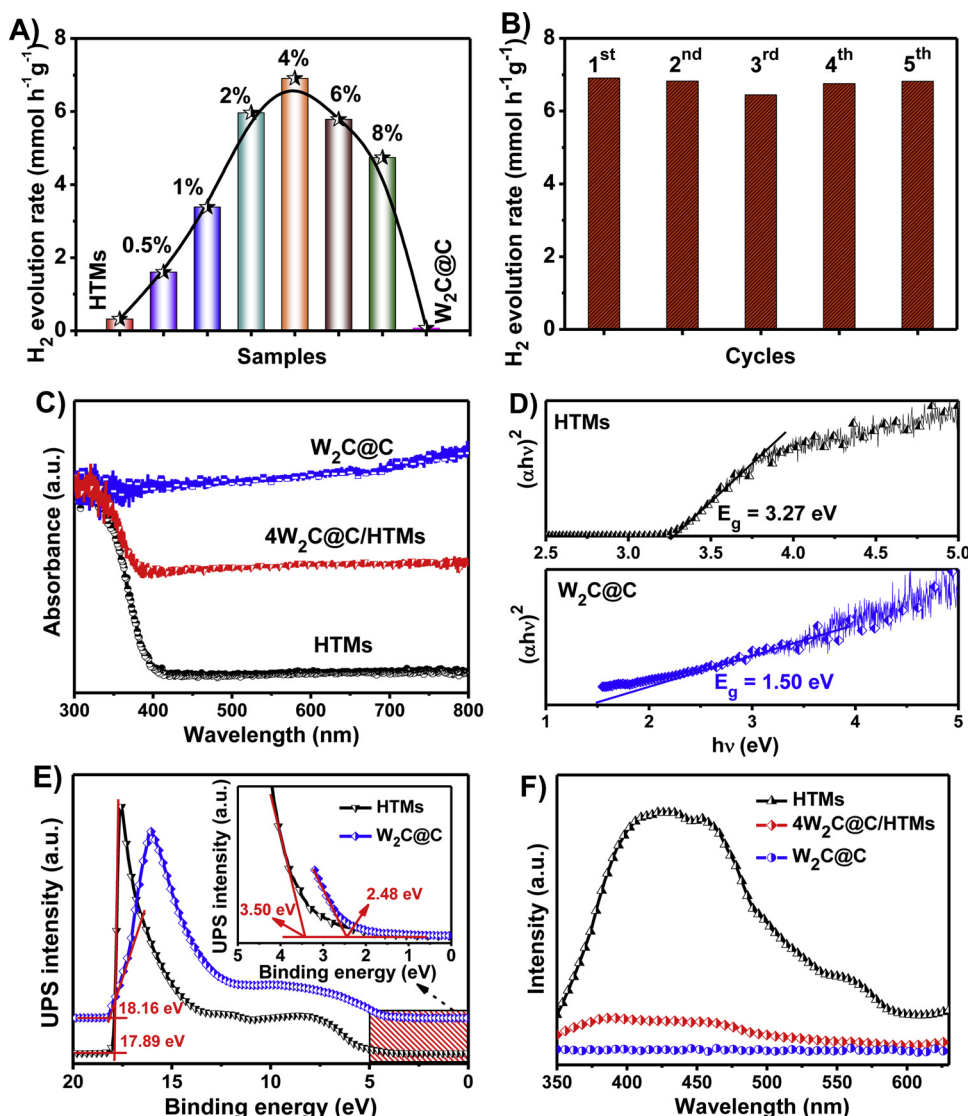 A)
H2 evolution rate (mmol h-1g-1)
8
6
4
2
0
HTMs
0.5%
1%
2%
4%
6%
8%
W2C@C
Samples
B)
H2 evolution rate (mmol h-1g-1)
8
6
4
2
0
1st 2nd 3rd 4th 5th
Cycles
C)
Absorbance (a.u.)
W2C@C
4W2C@C/HTMs
HTMs
300 400 500 600 700 800
Wavelength (nm)
D)
HTMs
(αhν)2
Eg = 3.27 eV
2.5 3.0 3.5 4.0 4.5 5.0
W2C@C
(αhν)2
Eg = 1.50 eV
1 2 3 4 5
hν (eV)
E)
UPS intensity (a.u.)
18.16 eV
17.89 eV
20 15 10 5 0
Binding energy (eV)
UPS intensity (a.u.)
HTMs
W2C@C
3.50 eV
2.48 eV
5 4 3 2 1 0
Binding energy (eV)
F)
Intensity (a.u.)
HTMs
4W2C@C/HTMs
W2C@C
350 400 450 500 550 600
Wavelength (nm)